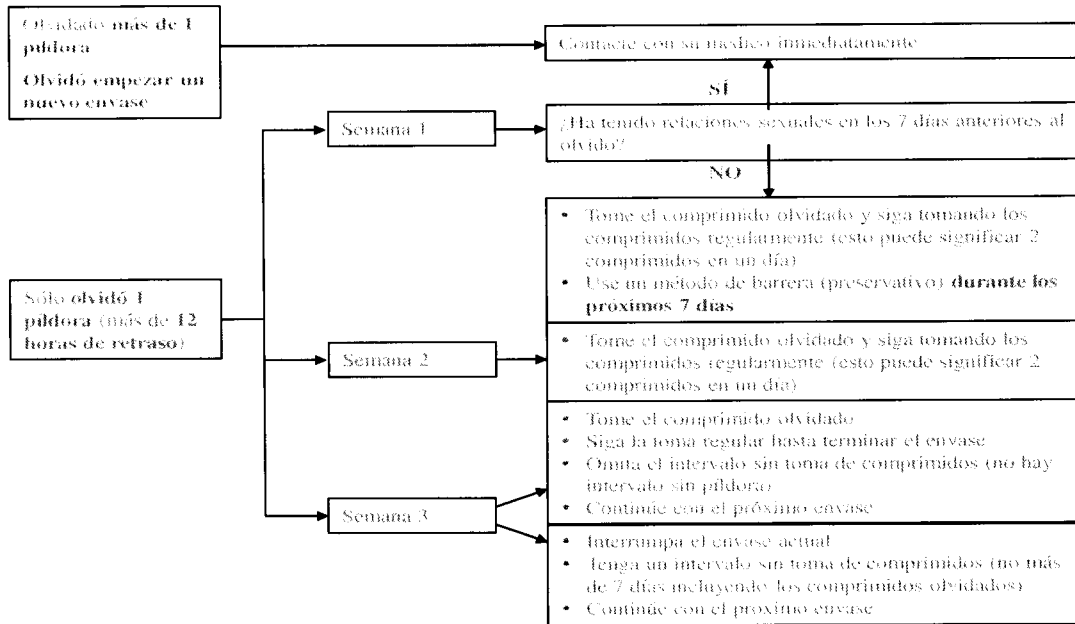 Olvidado más de 1
píldora
Olvidó empezar un
nuevo envase
Contacte con su médico inmediatamente
SÍ
Semana 1
¿Ha tenido relaciones sexuales en los 7 días anteriores al
olvido?
NO
• Tome el comprimido olvidado y siga tomando los
comprimidos regularmente (esto puede significar 2
comprimidos en un día)
• Use un método de barrera (preservativo) durante los
próximos 7 días
Sólo olvidó 1
píldora (más de 12
horas de retraso)
Semana 2
• Tome el comprimido olvidado y siga tomando los
comprimidos regularmente (esto puede significar 2
comprimidos en un día)
Semana 3
• Tome el comprimido olvidado
• Siga la toma regular hasta terminar el envase
• Omita el intervalo sin toma de comprimidos (no hay
intervalo sin píldora)
• Continúe con el próximo envase
• Interrumpa el envase actual
• Tenga un intervalo sin toma de comprimidos (no más
de 7 días incluyendo los comprimidos olvidados)
• Continúe con el próximo envase